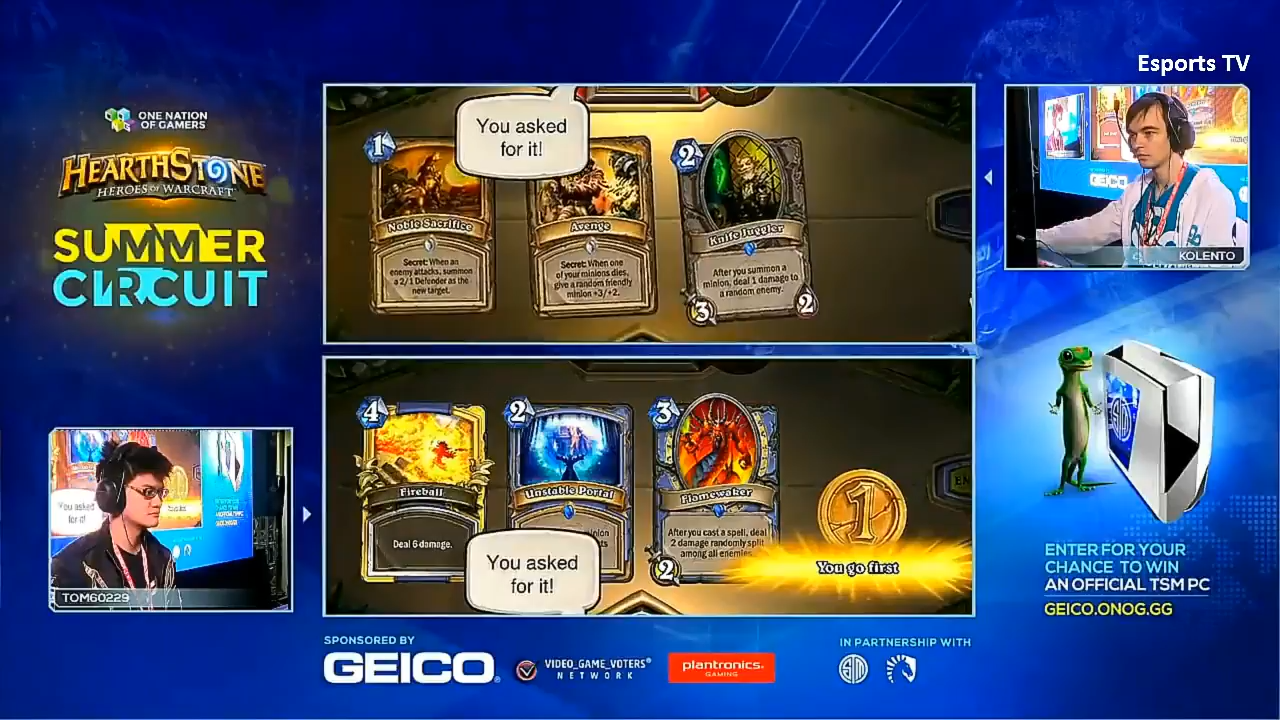 Esports TV
ONE NATION
OF GAMERS
HEARTHSTONE
HEROES OF WARCRAFT
SUMMER
CIRCUIT
You asked
for it!
1
Noble Sacrifice
Secret: When an
enemy attacks, summon
a 2/1 Defender as the
new target.
Avenge
Secret: When one
of your minions dies,
give a random friendly
minion +3/+2.
2
Knife Juggler
After you summon a
minion, deal 1 damage to
a random enemy.
3
2
KOLENTO
GEICO
4
Fireball
Deal 6 damage.
2
Unstable Portal
3
Flamewaker
After you cast a spell, deal
2 damage randomly split
among all enemies.
2
1
You go first
You asked
for it!
You asked
for it!
TOM60229
ENTER FOR YOUR
CHANCE TO WIN
AN OFFICIAL TSM PC
GEICO.ONOG.GG
SPONSORED BY
GEICO
VIDEO_GAME_VOTERS
NETWORK
plantronics.
GAMING
IN PARTNERSHIP WITH
TSM